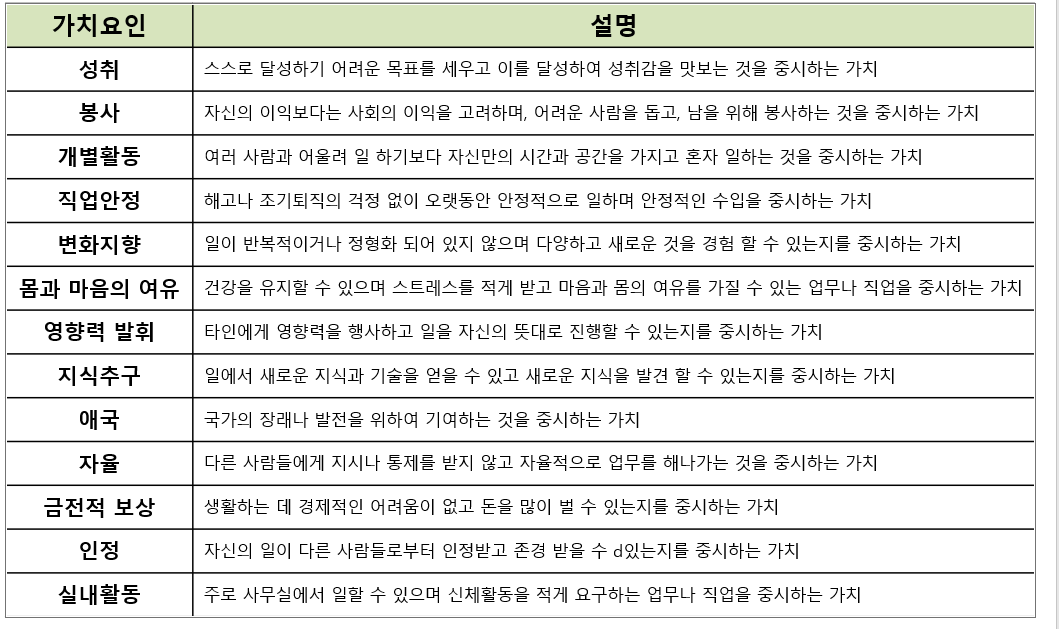 가치요인 설명
성취 스스로 달성하기 어려운 목표를 세우고 이를 달성하여 성취감을 맛보는 것을 중시하는 가치
봉사 자신의 이익보다는 사회의 이익을 고려하며, 어려운 사람을 돕고, 남을 위해 봉사하는 것을 중시하는 가치
개별활동 여러 사람과 어울려 일 하기보다 자신만의 시간과 공간을 가지고 혼자 일하는 것을 중시하는 가치
직업안정 해고나 조기퇴직의 걱정 없이 오랫동안 안정적으로 일하며 안정적인 수입을 중시하는 가치
변화지향 일이 반복적이거나 정형화 되어 있지 않으며 다양하고 새로운 것을 경험 할 수 있는지를 중시하는 가치
몸과 마음의 여유 건강을 유지할 수 있으며 스트레스를 적게 받고 마음과 몸의 여유를 가질 수 있는 업무나 직업을 중시하는 가치
영향력 발휘 타인에게 영향력을 행사하고 일을 자신의 뜻대로 진행할 수 있는지를 중시하는 가치
지식추구 일에서 새로운 지식과 기술을 얻을 수 있고 새로운 지식을 발견 할 수 있는지를 중시하는 가치
애국 국가의 장래나 발전을 위하여 기여하는 것을 중시하는 가치
자율 다른 사람들에게 지시나 통제를 받지 않고 자율적으로 업무를 해나가는 것을 중시하는 가치
금전적 보상 생활하는 데 경제적인 어려움이 없고 돈을 많이 벌 수 있는지를 중시하는 가치
인정 자신의 일이 다른 사람들로부터 인정받고 존경 받을 수 d있는지를 중시하는 가치
실내활동 주로 사무실에서 일할 수 있으며 신체활동을 적게 요구하는 업무나 직업을 중시하는 가치